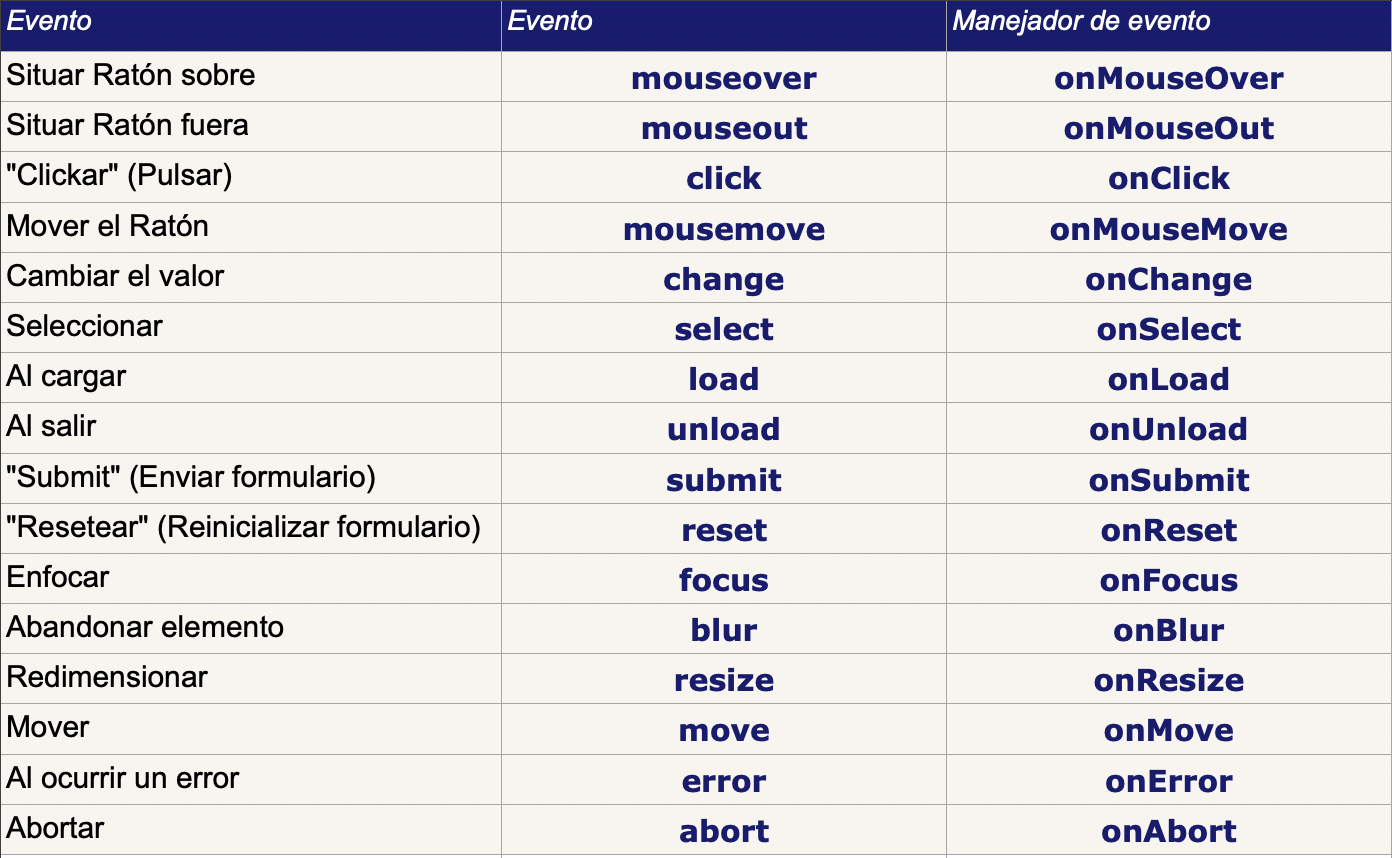 Evento Evento Manejador de evento
Situar Ratón sobre mouseover onMouseOver
Situar Ratón fuera mouseout onMouseOut
"Clickar" (Pulsar) click onClick
Mover el Ratón mousemove onMouseMove
Cambiar el valor change onChange
Seleccionar select onSelect
Al cargar load onLoad
Al salir unload onUnload
"Submit" (Enviar formulario) submit onSubmit
"Resetear" (Reinicializar formulario) reset onReset
Enfocar focus onFocus
Abandonar elemento blur onBlur
Redimensionar resize onResize
Mover move onMove
Al ocurrir un error error onError
Abortar abort onAbort